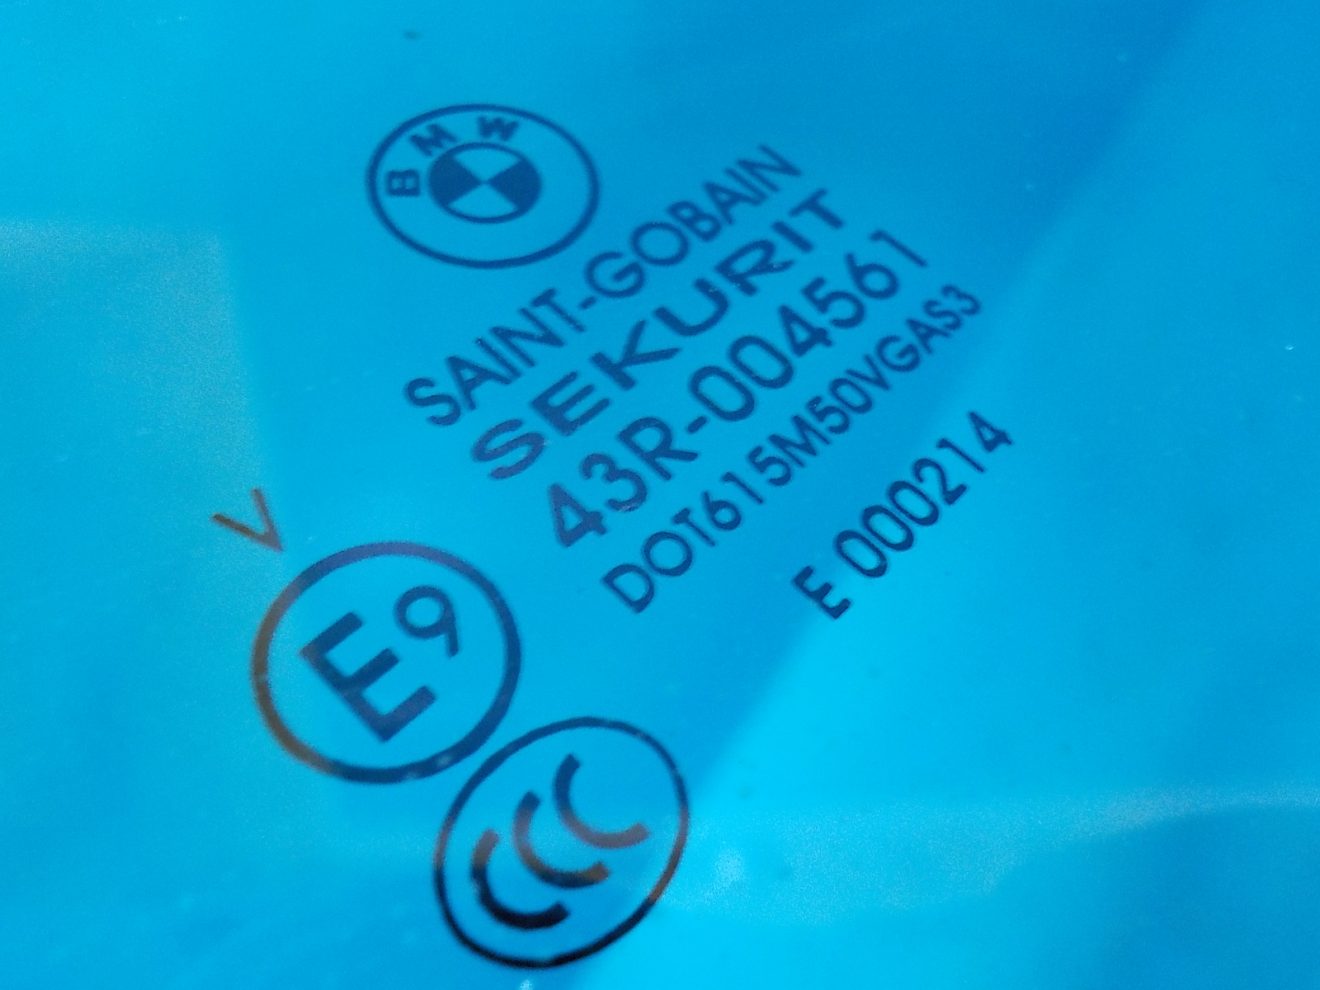 BMW
SAINT-GOBAIN
SEKURIT
43R-004561
DOT615M50VGAS3
E 000214
V
E9
CCC